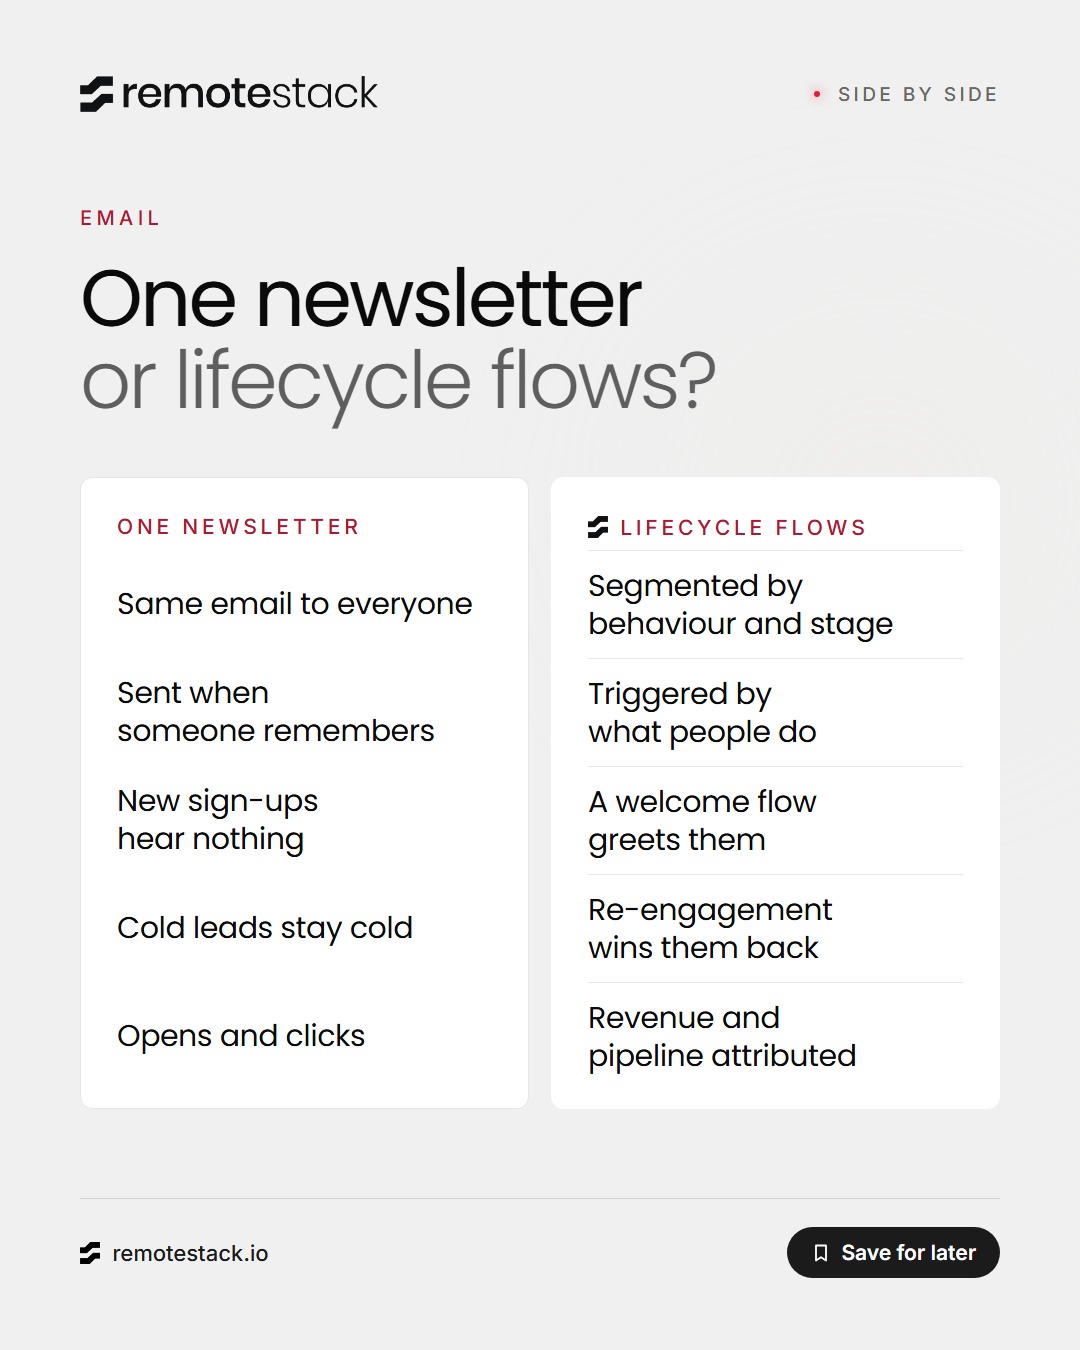 remotestack
SIDE BY SIDE
EMAIL
One newsletter
or lifecycle flows?
ONE NEWSLETTER
Same email to everyone
Sent when
someone remembers
New sign-ups
hear nothing
Cold leads stay cold
Opens and clicks
LIFECYCLE FLOWS
Segmented by
behaviour and stage
Triggered by
what people do
A welcome flow
greets them
Re-engagement
wins them back
Revenue and
pipeline attributed
remotestack.io
Save for later